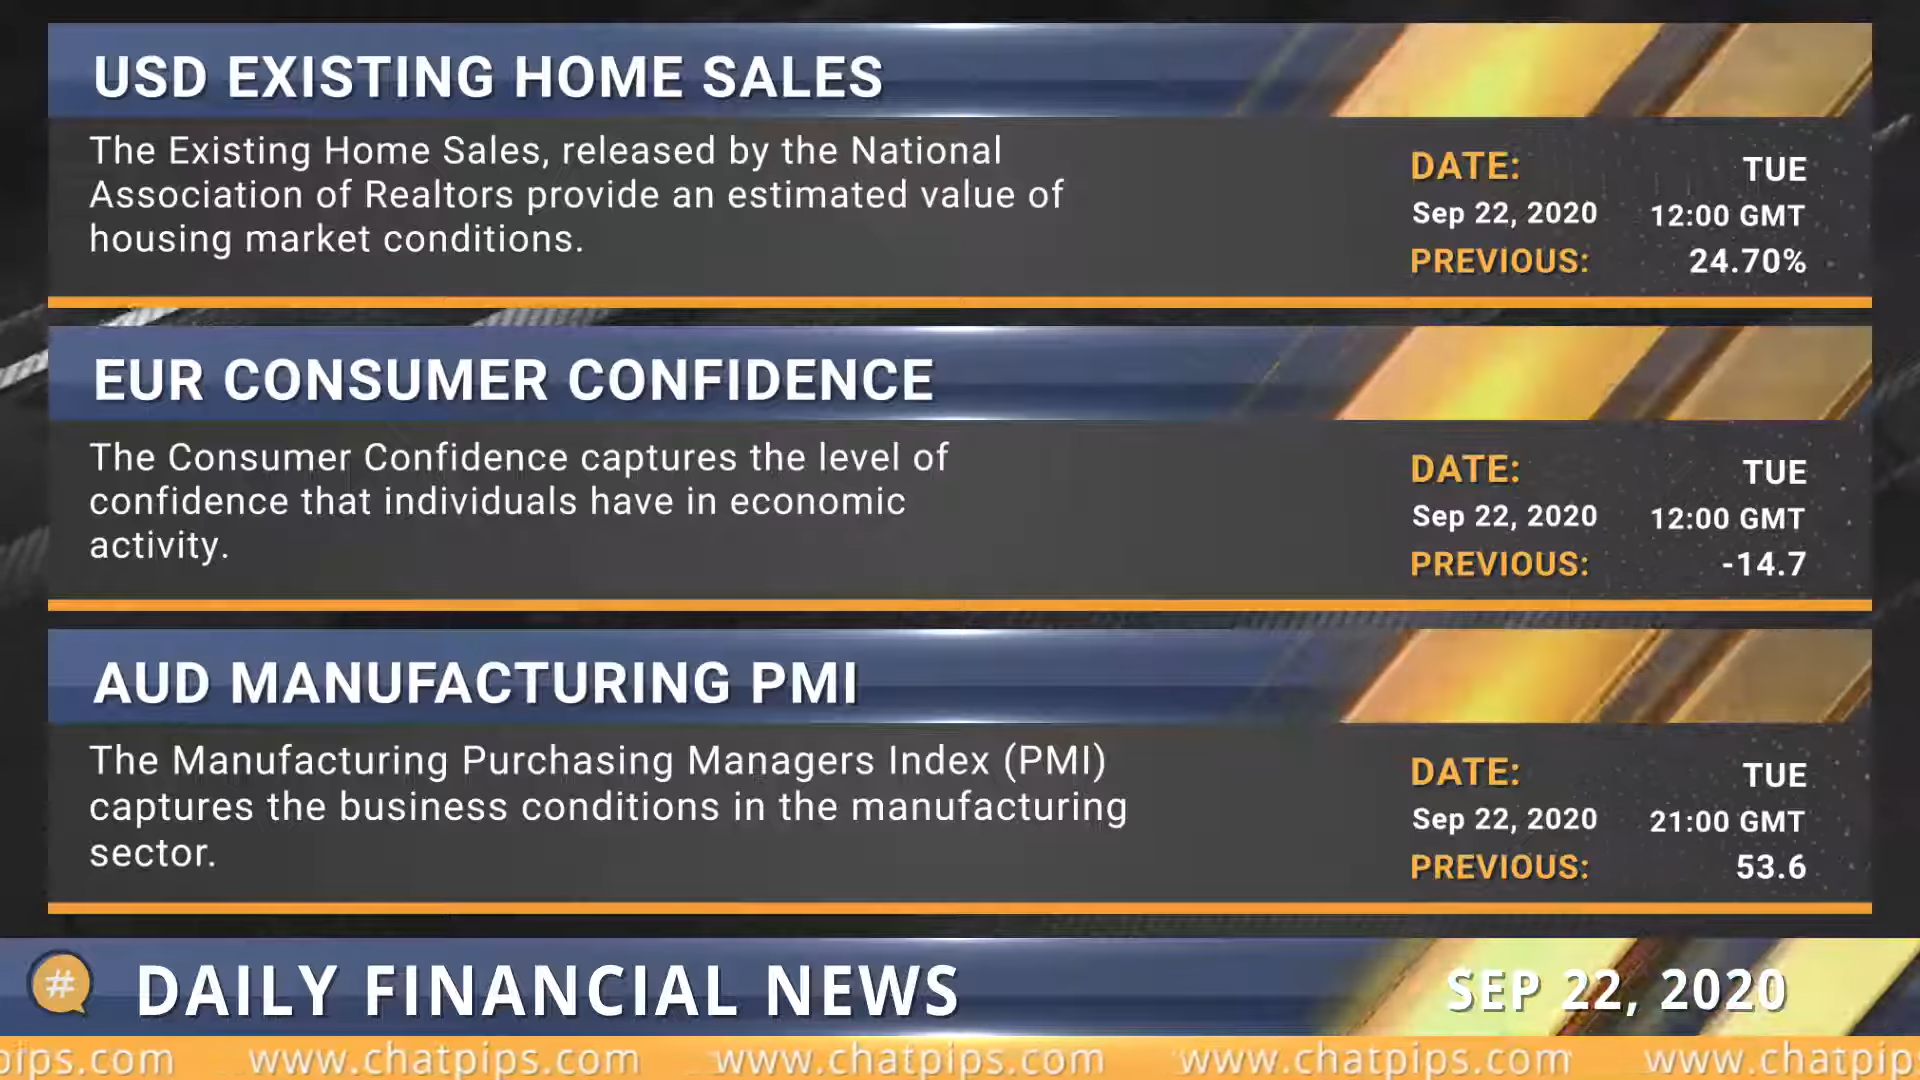 USD EXISTING HOME SALES
The Existing Home Sales, released by the National
Association of Realtors provide an estimated value of
housing market conditions.
DATE: TUE
Sep 22, 2020 12:00 GMT
PREVIOUS: 24.70%
EUR CONSUMER CONFIDENCE
The Consumer Confidence captures the level of
confidence that individuals have in economic
activity.
DATE: TUE
Sep 22, 2020 12:00 GMT
PREVIOUS: -14.7
AUD MANUFACTURING PMI
The Manufacturing Purchasing Managers Index (PMI)
captures the business conditions in the manufacturing
sector.
DATE: TUE
Sep 22, 2020 21:00 GMT
PREVIOUS: 53.6
# DAILY FINANCIAL NEWS SEP 22, 2020
pips.com www.chatpips.com www.chatpips.com www.chatpips.com www.chatpip